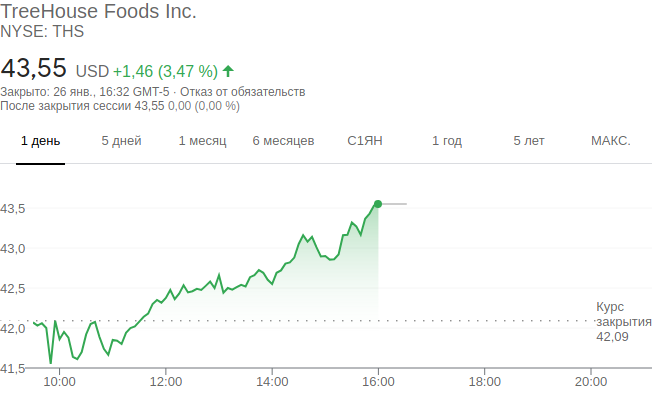 TreeHouse Foods Inc.
NYSE: THS
43,55 USD +1,46 (3,47 %)
Закрыто: 26 янв., 16:32 GMT-5 · Отказ от обязательств
После закрытия сессии 43,55 0,00 (0,00 %)
1 день 5 дней 1 месяц 6 месяцев С1ЯН 1 год 5 лет МАКС.
43,5
43,0
42,5
42,0
41,5
Курс
закрытия
42,09
10:00 12:00 14:00 16:00 18:00 20:00